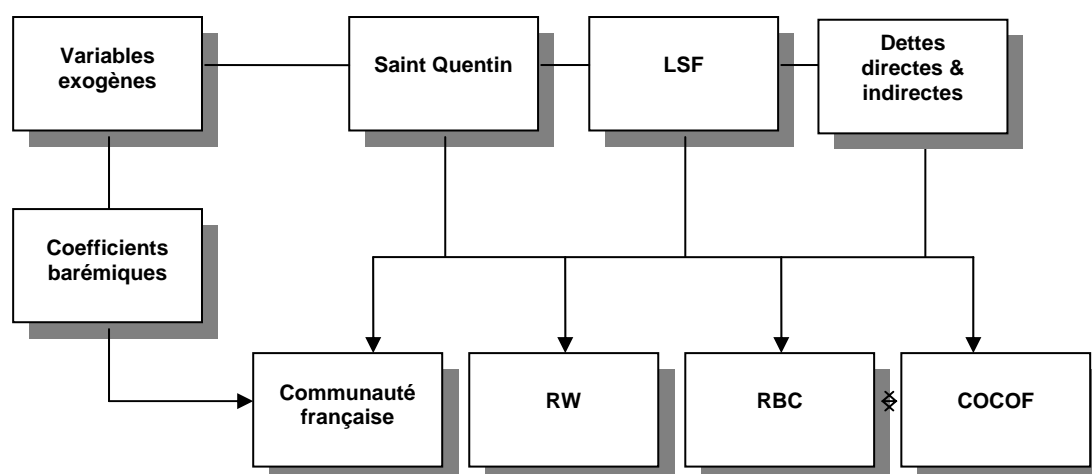 Variables
exogènes
Saint Quentin
LSF
Dettes
directes &
indirectes
Coefficients
barémiques
Communauté
française
RW
RBC
COCOF